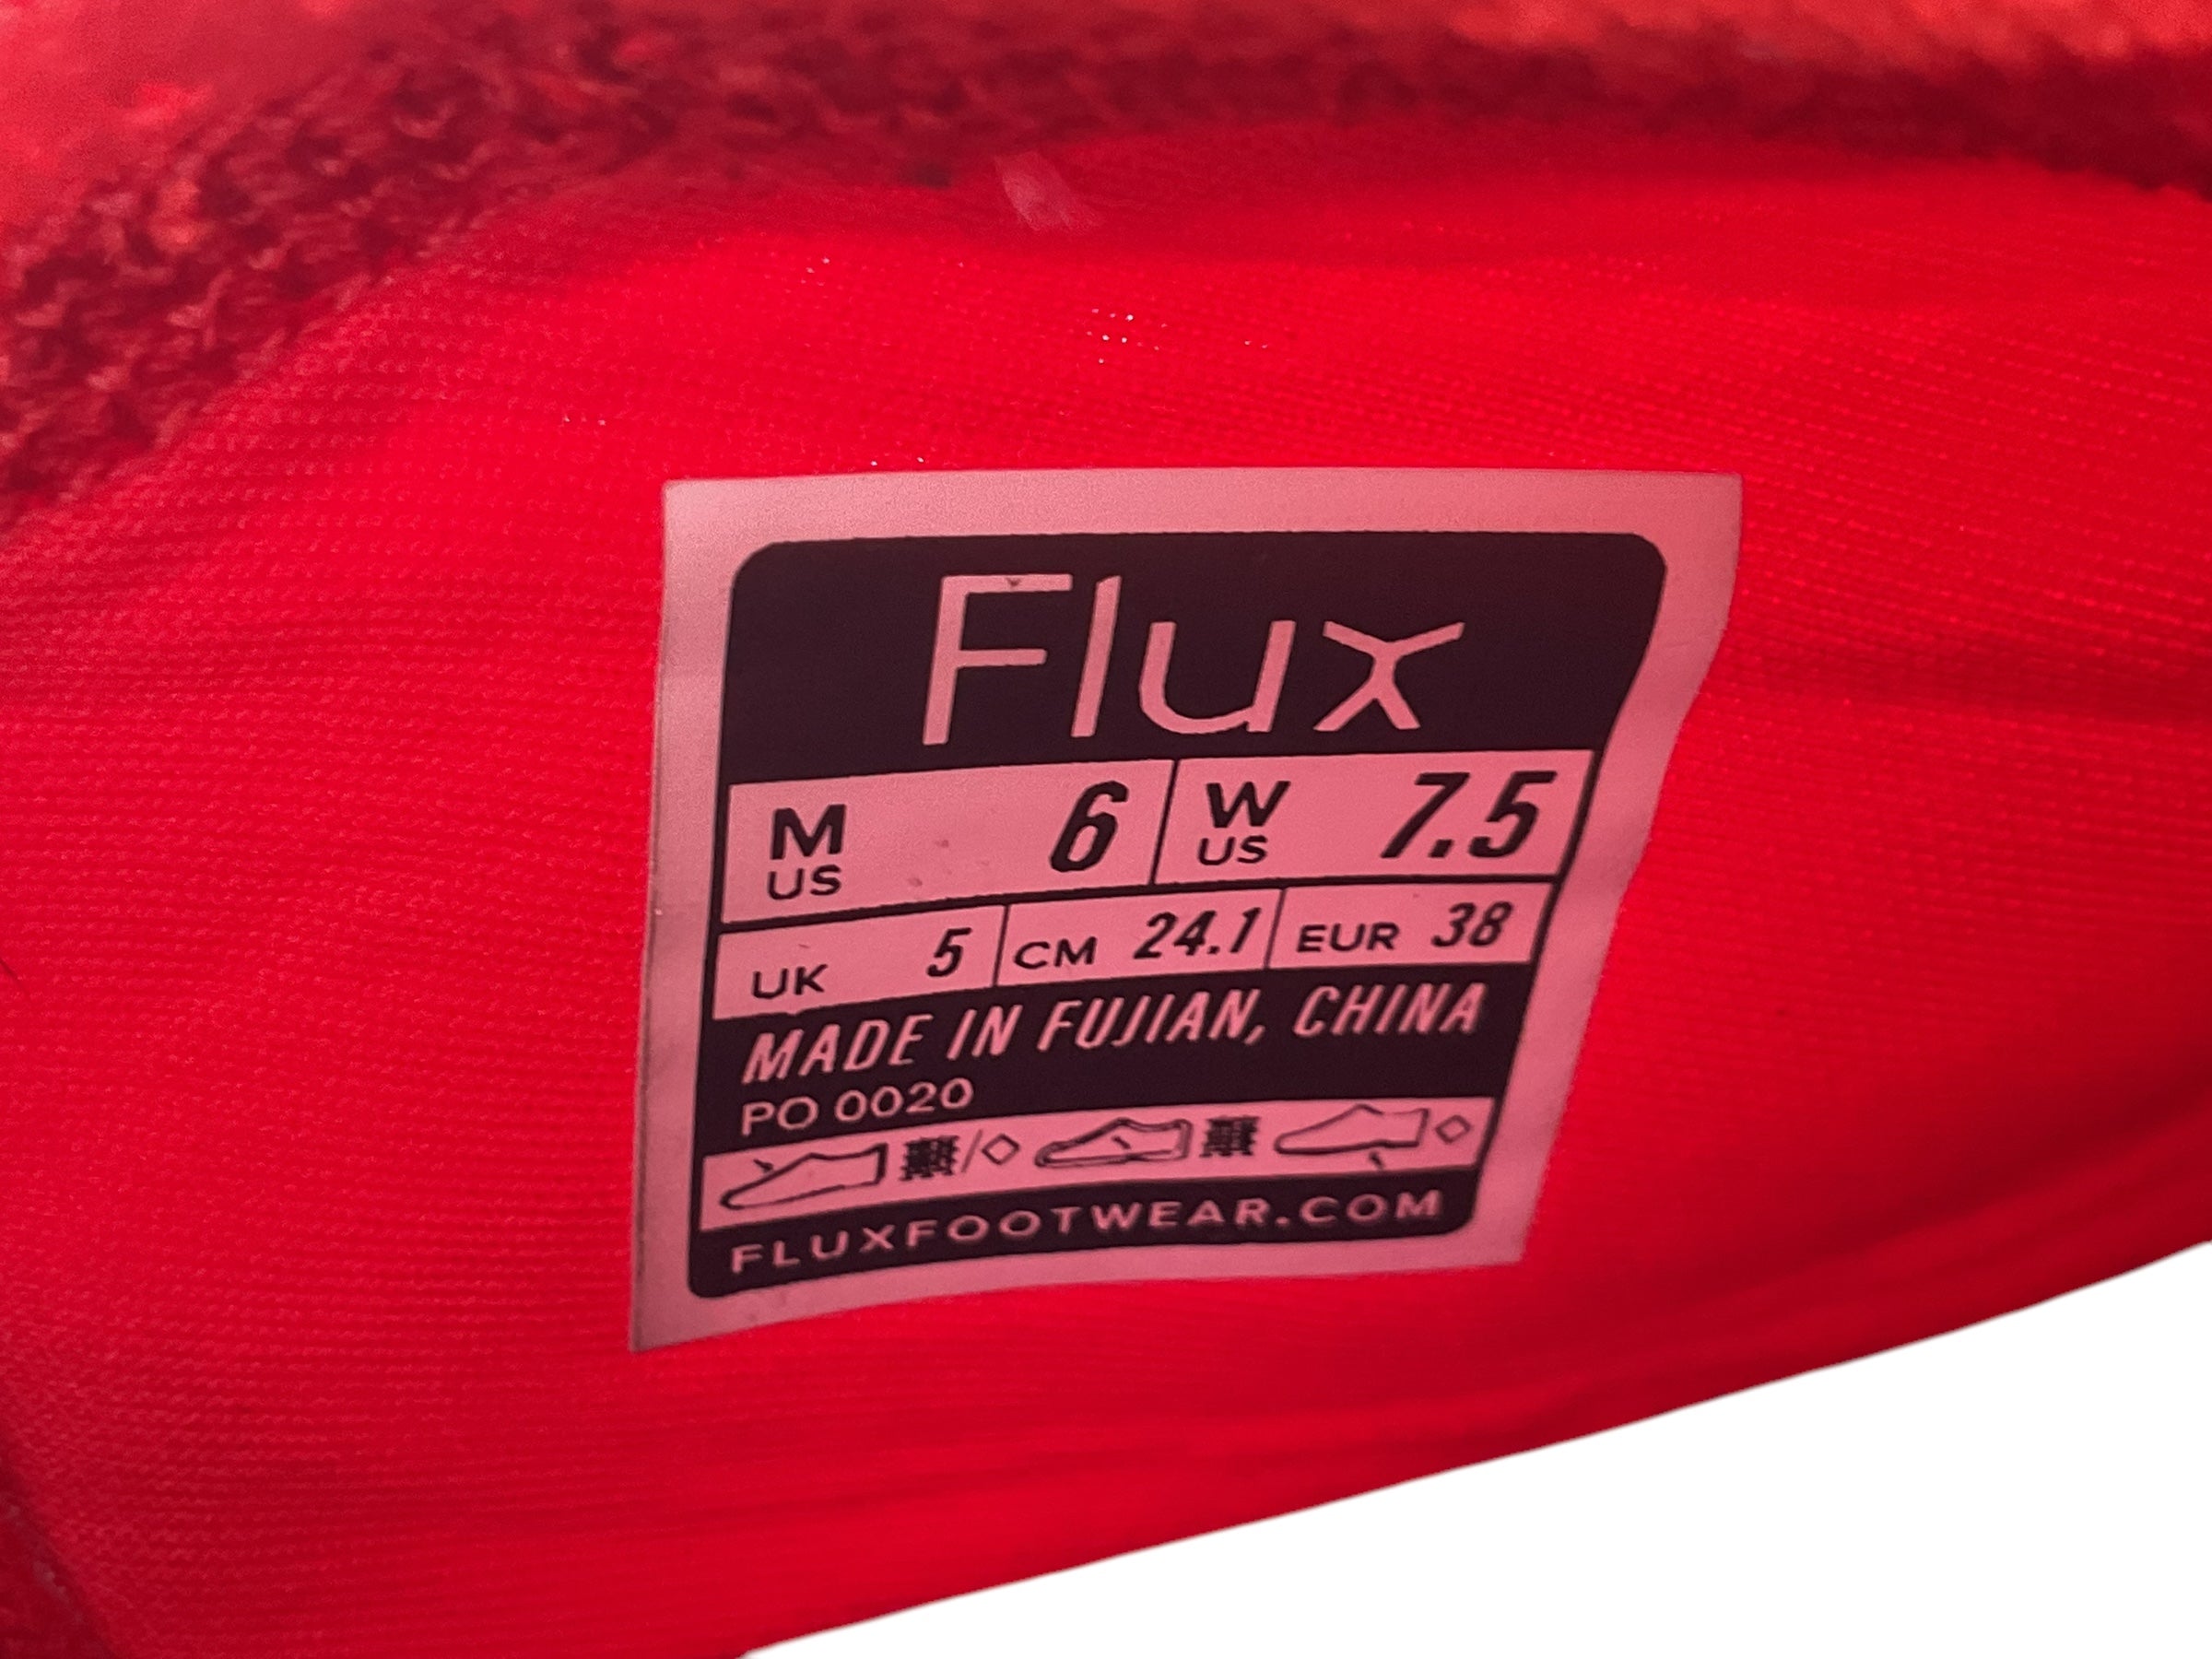 Flux
M US 6 W US 7.5
UK 5 CM 24.1 EUR 38
MADE IN FUJIAN, CHINA
PO 0020
FLUXFOOTWEAR.COM